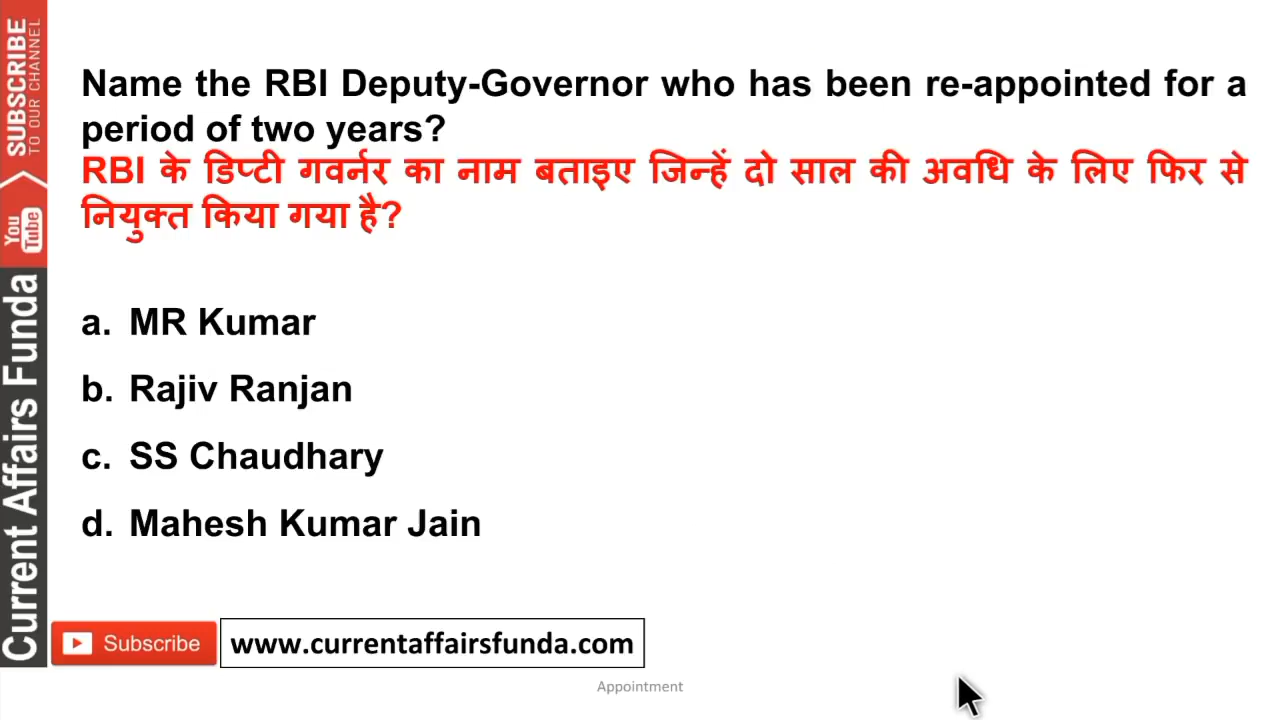 SUBSCRIBE
TO OUR CHANNEL
You
Tube
Current Affairs Funda
Name the RBI Deputy-Governor who has been re-appointed for a
period of two years?
RBI के डिप्टी गवर्नर का नाम बताइए जिन्हें दो साल की अवधि के लिए फिर से
नियुक्त किया गया है?
a. MR Kumar
b. Rajiv Ranjan
c. SS Chaudhary
d. Mahesh Kumar Jain
Subscribe
www.currentaffairsfunda.com
Appointment